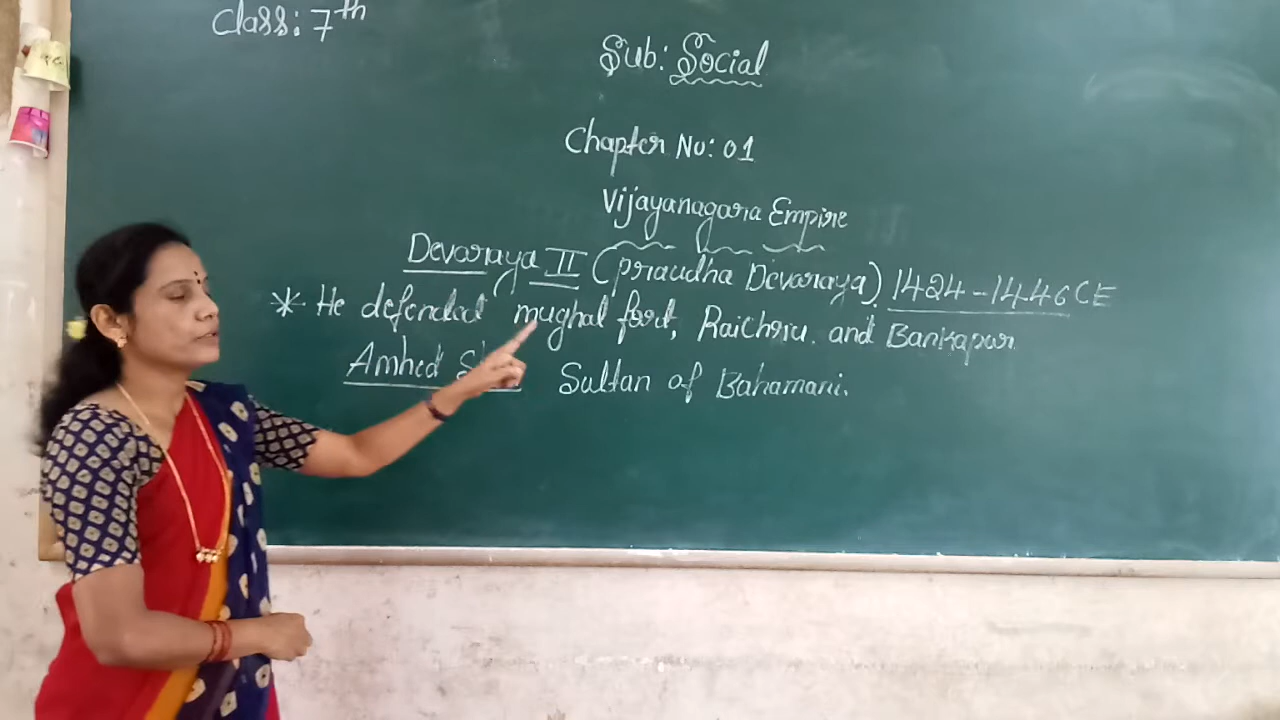 Class: 7th
Sub: Social
Chapter No: 01
Vijayanagara Empire
Devaraya II (praudha Devaraya) 1424-1446 CE
* He defended mughal fort, Raichru. and Bankapur
Amhed Sultan of Bahamani.